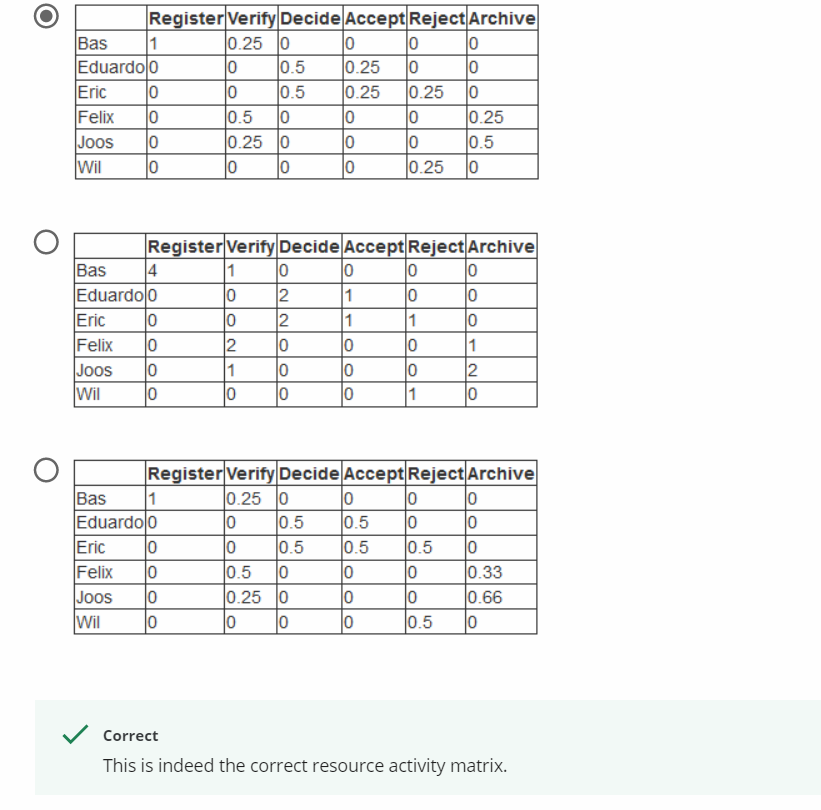 Register Verify Decide Accept Reject Archive
Bas 1 0.25 0 0 0 0
Eduardo 0 0 0.5 0.25 0 0
Eric 0 0 0.5 0.25 0.25 0
Felix 0 0.5 0 0 0 0.25
Joos 0 0.25 0 0 0 0.5
Wil 0 0 0 0 0.25 0
Register Verify Decide Accept Reject Archive
Bas 4 1 0 0 0 0
Eduardo 0 0 2 1 0 0
Eric 0 0 2 1 1 0
Felix 0 2 0 0 0 1
Joos 0 1 0 0 0 2
Wil 0 0 0 0 1 0
Register Verify Decide Accept Reject Archive
Bas 1 0.25 0 0 0 0
Eduardo 0 0 0.5 0.5 0 0
Eric 0 0 0.5 0.5 0.5 0
Felix 0 0.5 0 0 0 0.33
Joos 0 0.25 0 0 0 0.66
Wil 0 0 0 0 0.5 0
Correct
This is indeed the correct resource activity matrix.